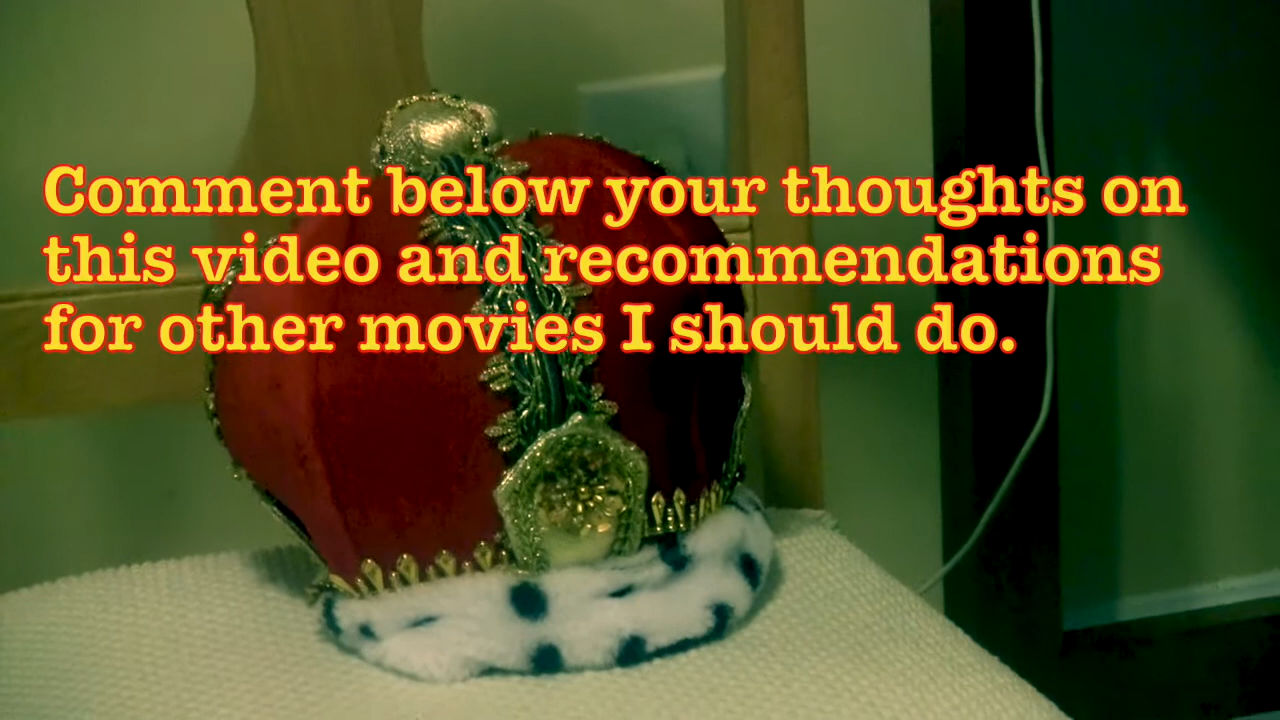 Comment below your thoughts on
this video and recommendations
for other movies I should do.